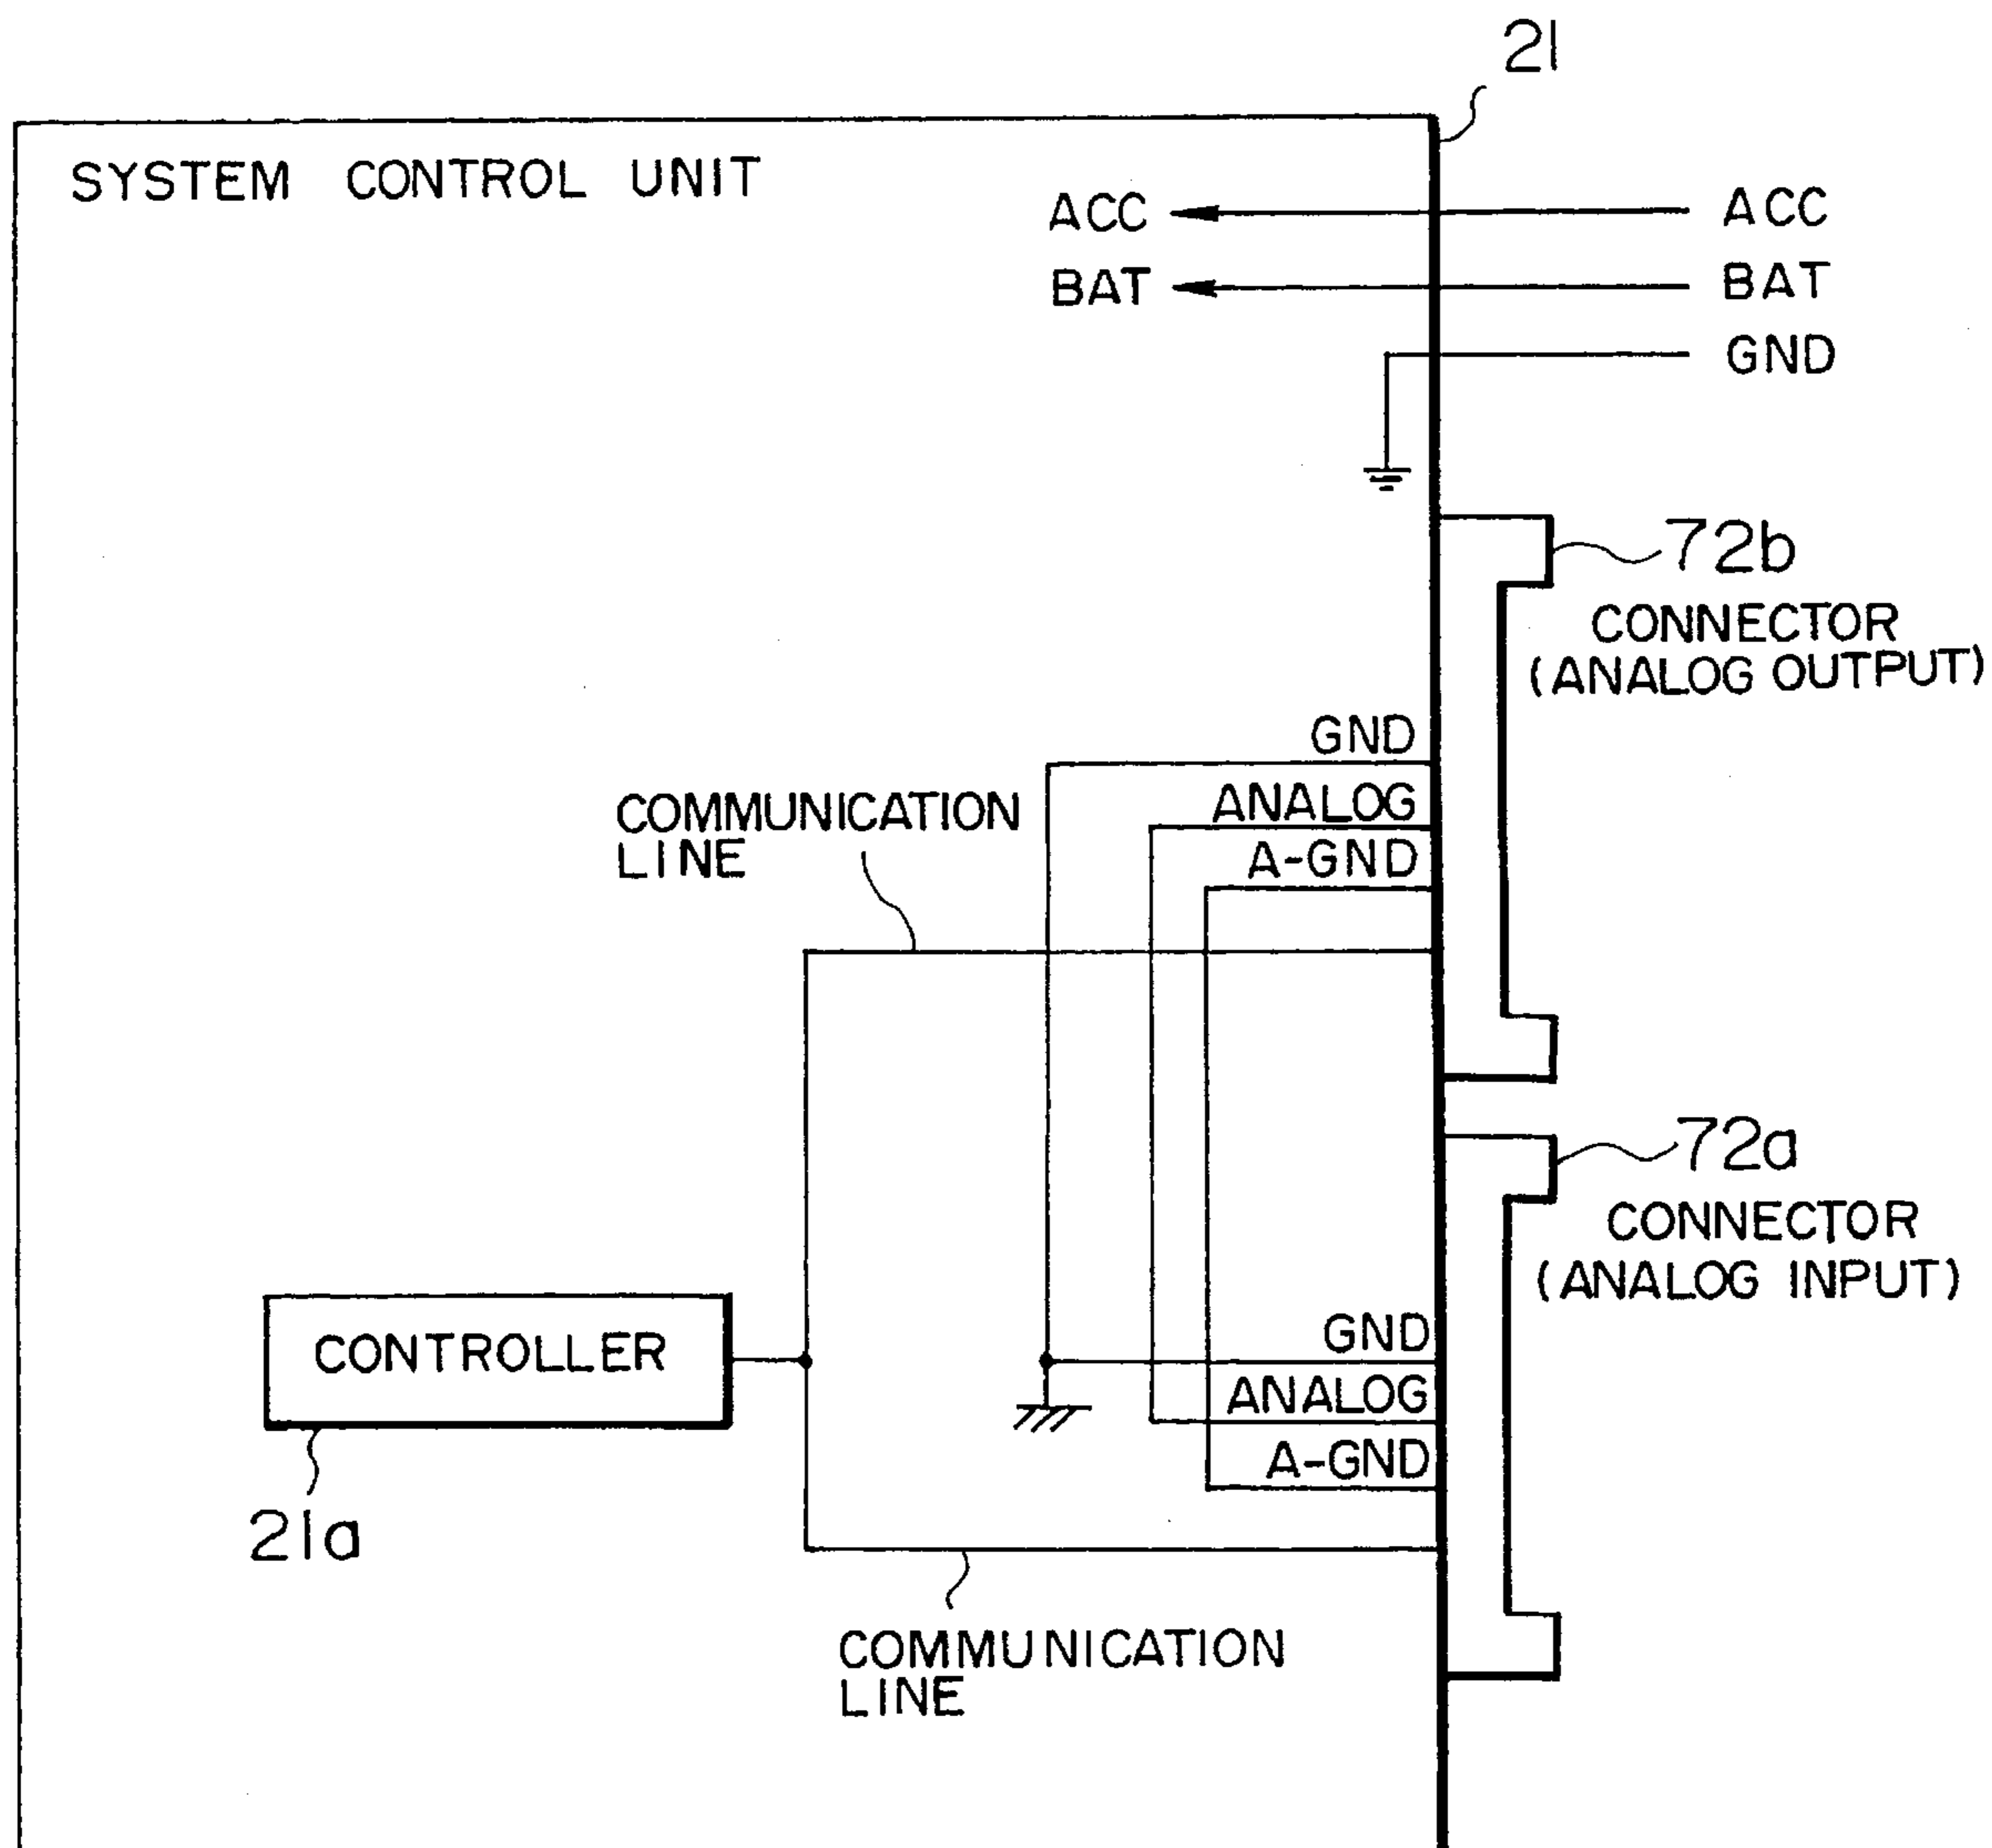 21
SYSTEM CONTROL UNIT
ACC
ACC
BAT
BAT
GND
72b
CONNECTOR
(ANALOG OUTPUT)
GND
ANALOG
A-GND
COMMUNICATION
LINE
72a
CONNECTOR
(ANALOG INPUT)
GND
ANALOG
A-GND
CONTROLLER
21a
COMMUNICATION
LINE